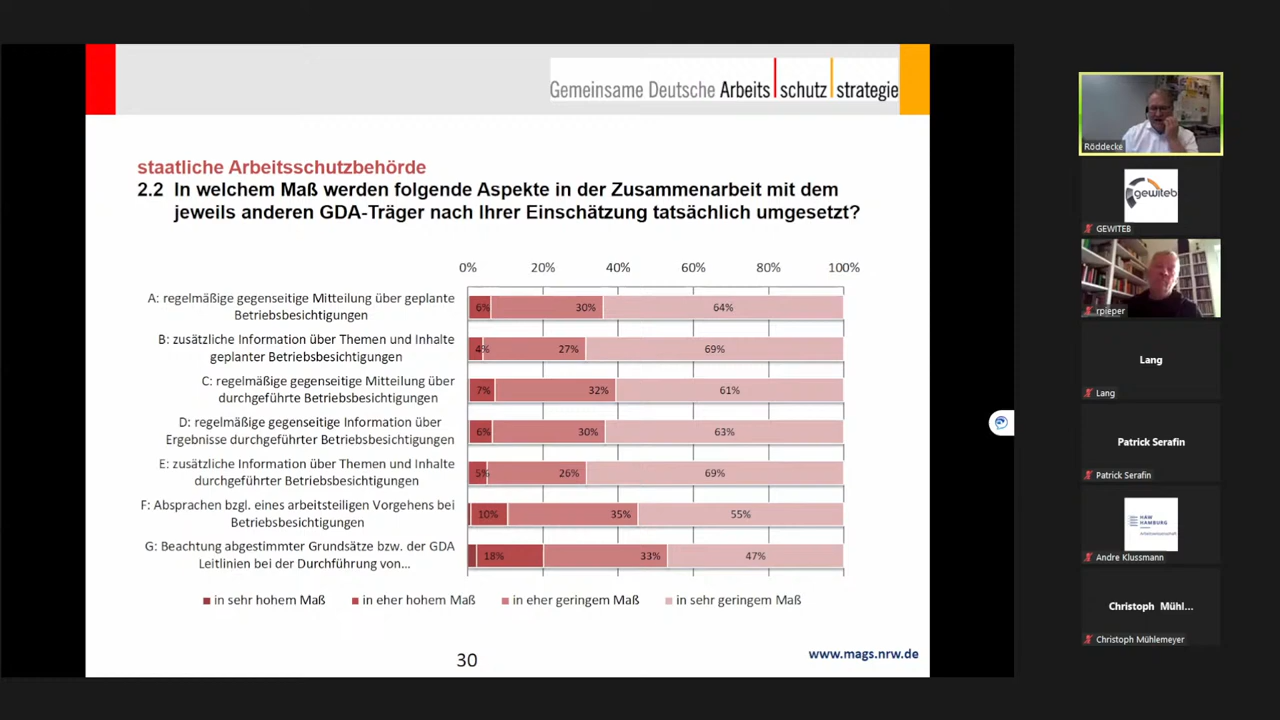 Gemeinsame Deutsche Arbeits schutz strategie
staatliche Arbeitsschutzbehörde
2.2 In welchem Maß werden folgende Aspekte in der Zusammenarbeit mit dem
jeweils anderen GDA-Träger nach Ihrer Einschätzung tatsächlich umgesetzt?
0% 20% 40% 60% 80% 100%
A: regelmäßige gegenseitige Mitteilung über geplante
Betriebsbesichtigungen
6% 30% 64%
B: zusätzliche Information über Themen und Inhalte
geplanter Betriebsbesichtigungen
4% 27% 69%
C: regelmäßige gegenseitige Mitteilung über
durchgeführte Betriebsbesichtigungen
7% 32% 61%
D: regelmäßige gegenseitige Information über
Ergebnisse durchgeführter Betriebsbesichtigungen
6% 30% 63%
E: zusätzliche Information über Themen und Inhalte
durchgeführter Betriebsbesichtigungen
5% 26% 69%
F: Absprachen bzgl. eines arbeitsteiligen Vorgehens bei
Betriebsbesichtigungen
10% 35% 55%
G: Beachtung abgestimmter Grundsätze bzw. der GDA
Leitlinien bei der Durchführung von...
18% 33% 47%
in sehr hohem Maß in eher hohem Maß in eher geringem Maß in sehr geringem Maß
30
www.mags.nrw.de
Röddecke
gewiteb
GEWITEB
rpieper
Lang
Lang
Patrick Serafin
Patrick Serafin
HAW
HAMBURG
Andre Klussmann
Christoph Mühl...
Christoph Mühlemeyer